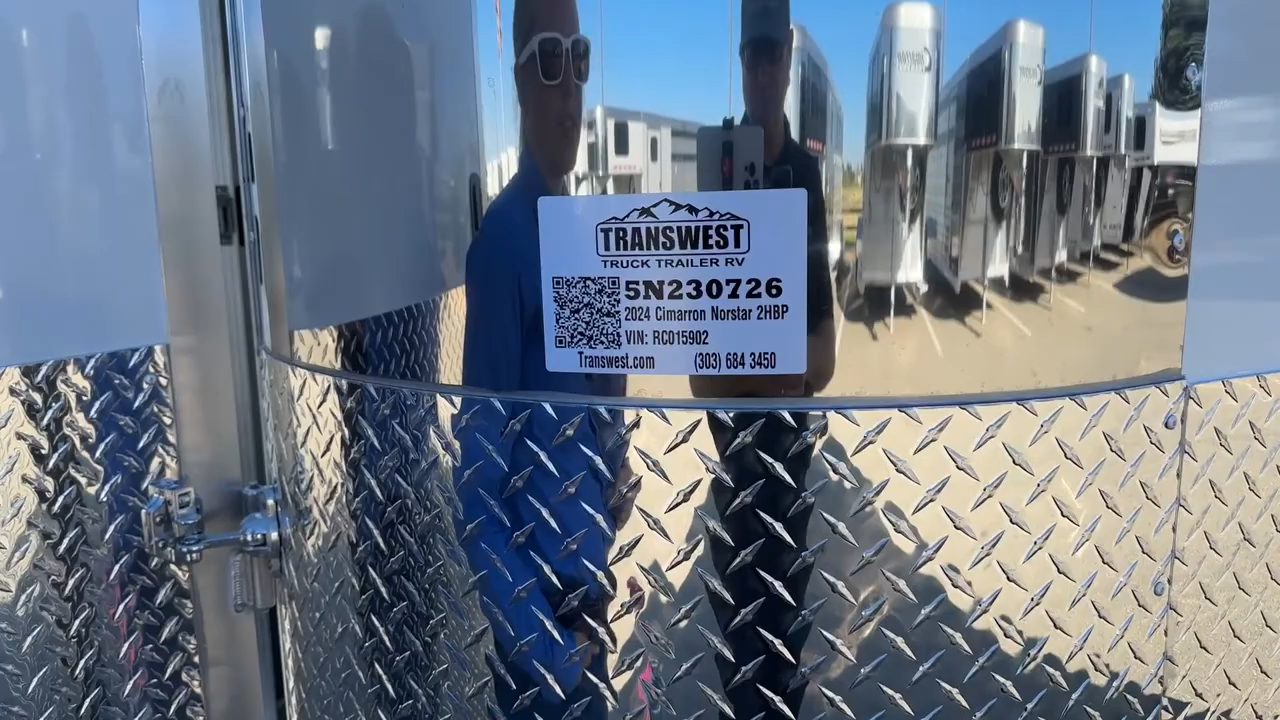 TRANSWEST
TRUCK TRAILER RV
5N230726
2024 Cimarron Norstar 2HBP
VIN: RC015902
Transwest.com (303) 684 3450